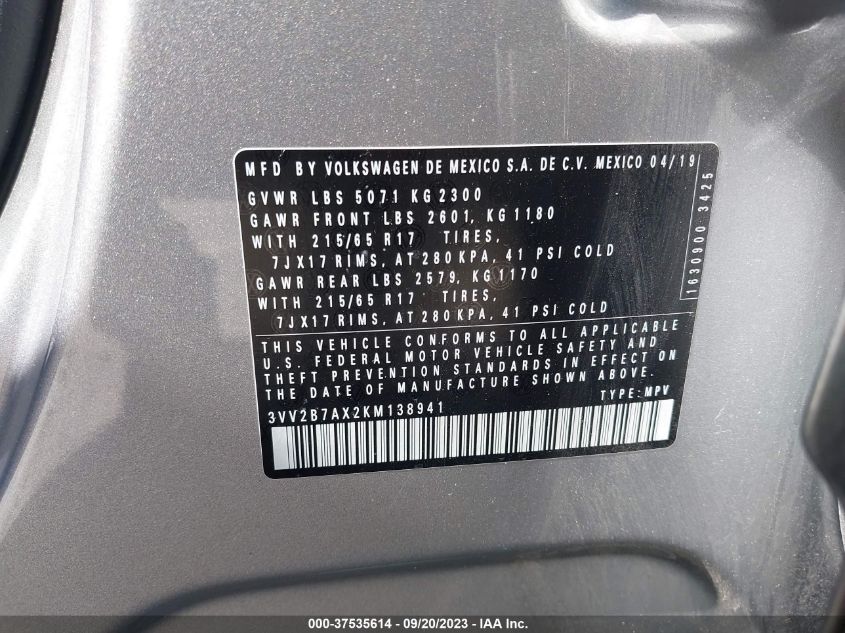 MFD BY VOLKSWAGEN DE MEXICO S.A. DE C.V. MEXICO 04/19
GVWR LBS 5071 KG 2300
GAWR FRONT LBS 2601, KG 1180
WITH 215/65 R17 TIRES,
7JX17 RIMS, AT 280 KPA, 41 PSI COLD
GAWR REAR LBS 2579, KG 1170
WITH 215/65 R17 TIRES,
7JX17 RIMS, AT 280 KPA, 41 PSI COLD
1630900 3425
THIS VEHICLE CONFORMS TO ALL APPLICABLE
U.S. FEDERAL MOTOR VEHICLE SAFETY AND
THEFT PREVENTION STANDARDS IN EFFECT ON
THE DATE OF MANUFACTURE SHOWN ABOVE.
3VV2B7AX2KM138941 TYPE: MPV
000-37535614 - 09/20/2023 - IAA, Inc.